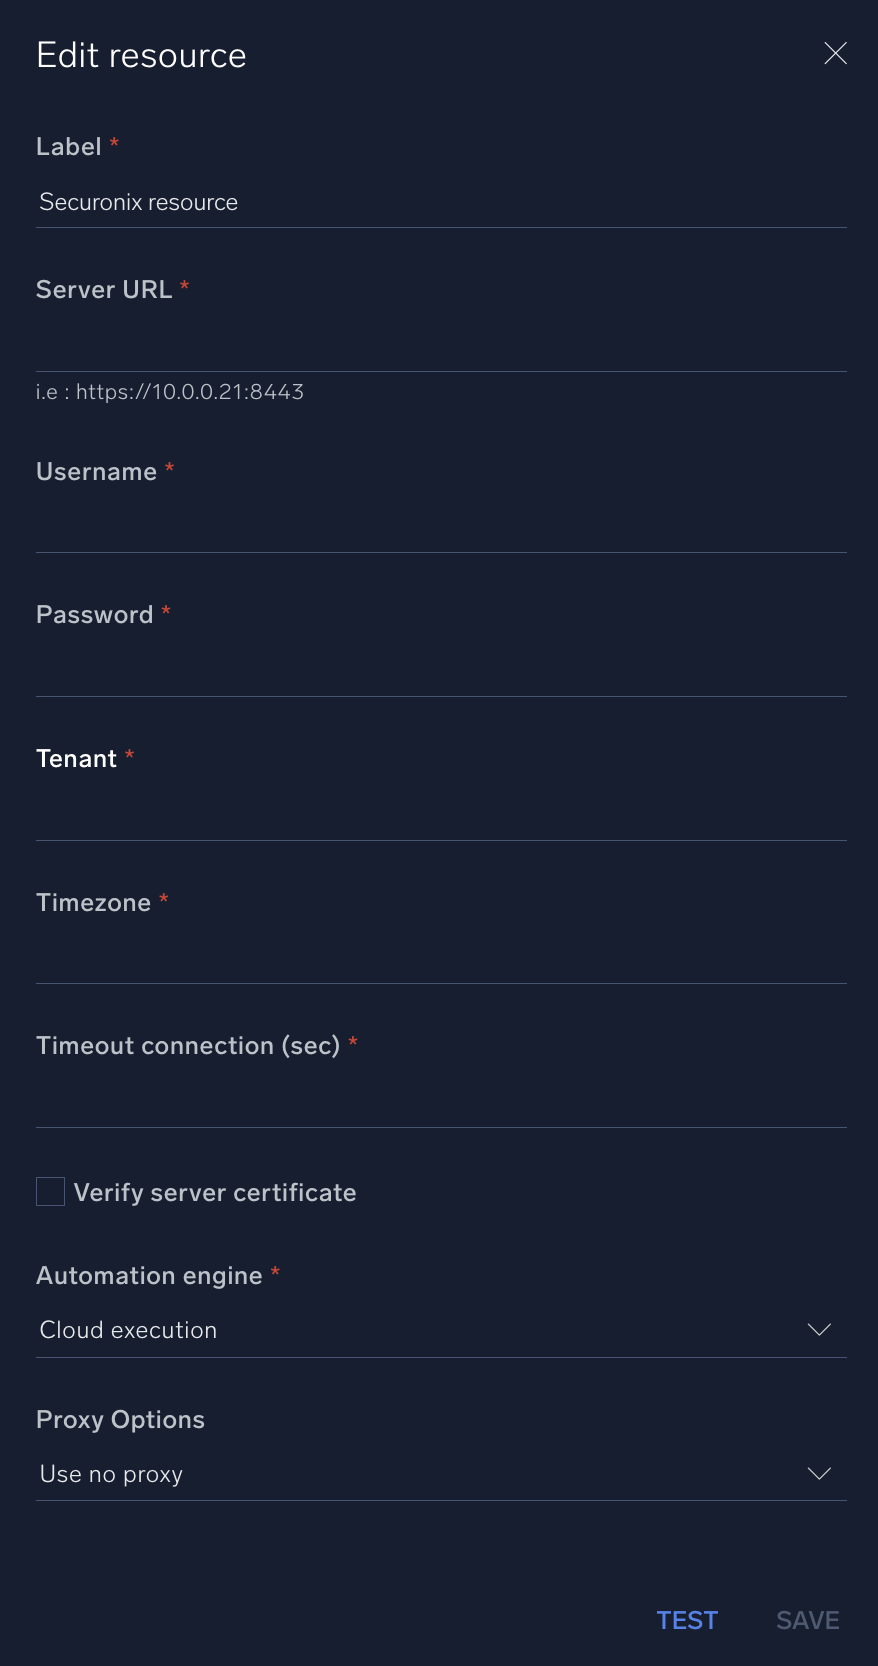 Edit resource
Label *
Securonix resource
Server URL *
i.e : https://10.0.0.21:8443
Username *
Password *
Tenant *
Timezone *
Timeout connection (sec) *
Verify server certificate
Automation engine *
Cloud execution
Proxy Options
Use no proxy
TEST SAVE